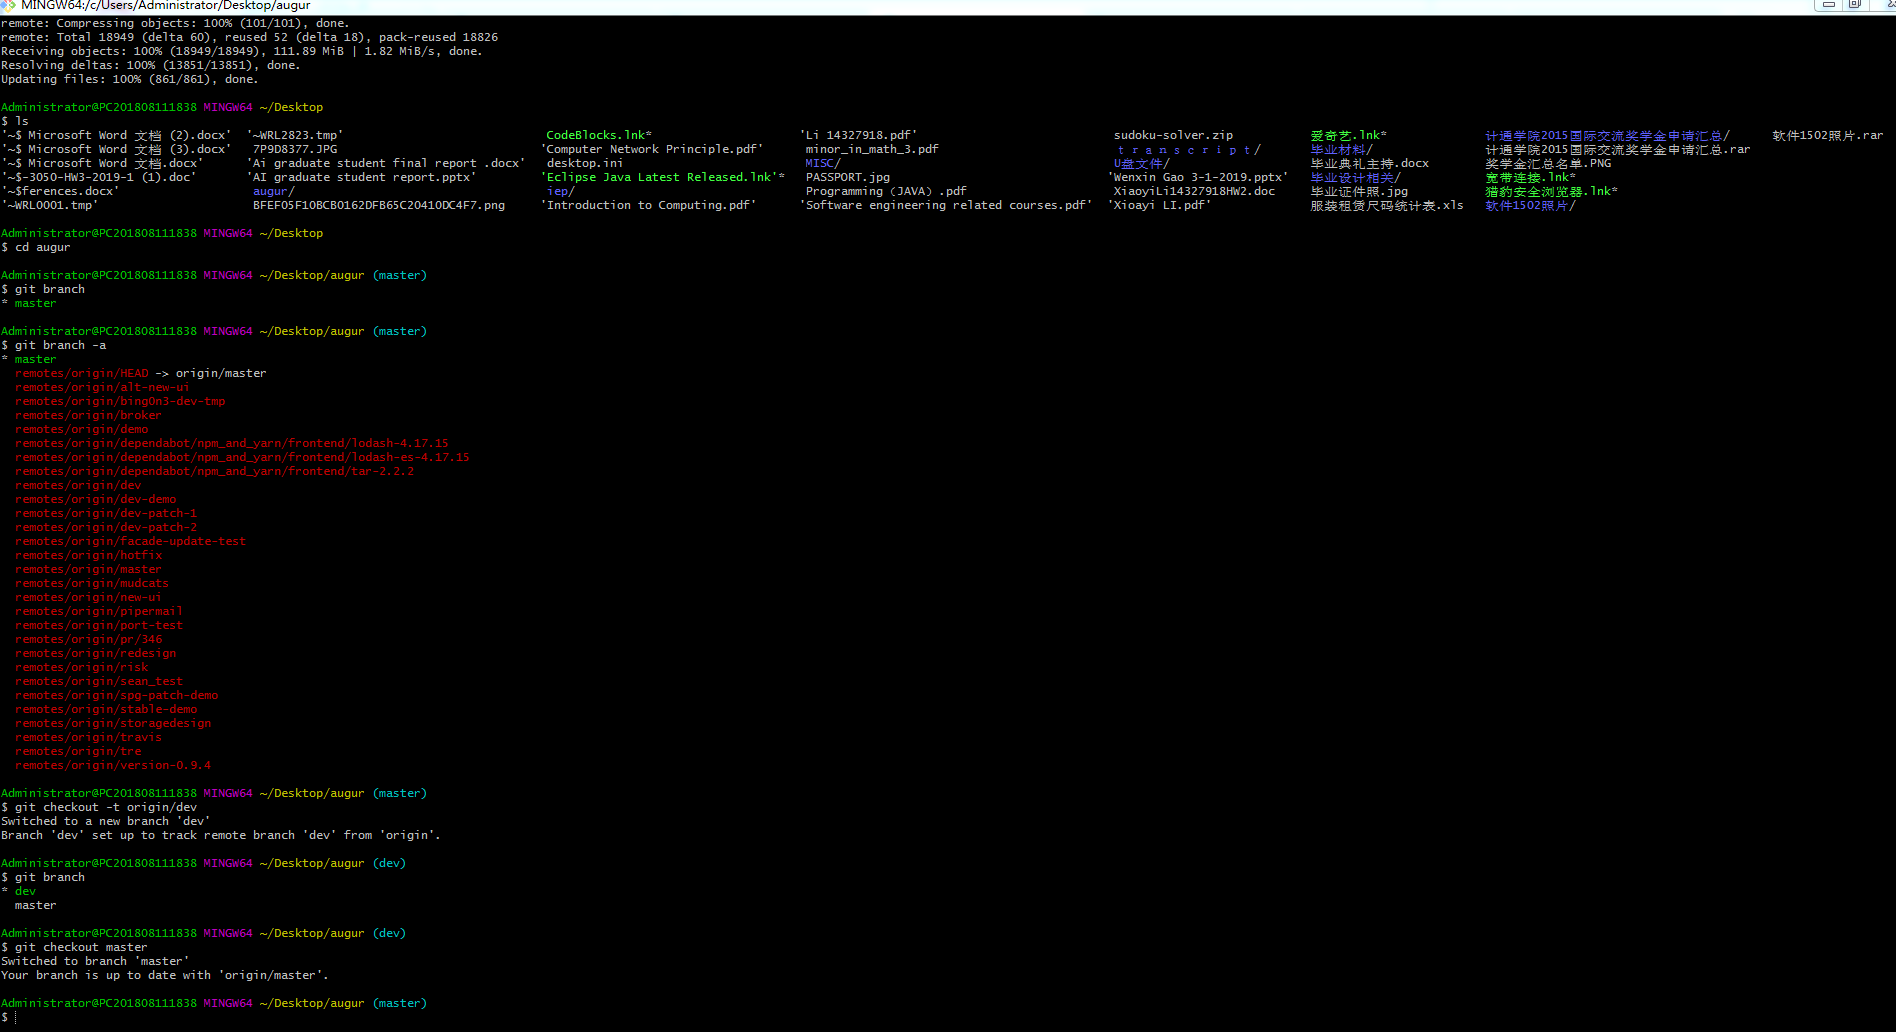 MINGW64:/c/Users/Administrator/Desktop/augur
remote: Compressing objects: 100% (101/101), done.
remote: Total 18949 (delta 60), reused 52 (delta 18), pack-reused 18826
Receiving objects: 100% (18949/18949), 111.89 MiB | 1.82 MiB/s, done.
Resolving deltas: 100% (13851/13851), done.
Updating files: 100% (861/861), done.
Administrator@PC201808111838 MINGW64 ~/Desktop
$ ls
'~$ Microsoft Word 文档 (2).docx' '~WRL2823.tmp' CodeBlocks.lnk* 'Li 14327918.pdf' sudoku-solver.zip 爱奇艺.lnk* 计通学院2015国际交流奖学金申请汇总/ 软件1502照片.rar
'~$ Microsoft Word 文档 (3).docx' 7P9D8377.JPG 'Computer Network Principle.pdf' minor_in_math_3.pdf ｔｒａｎｓｃｒｉｐｔ/ 毕业材料/ 计通学院2015国际交流奖学金申请汇总.rar
'~$ Microsoft Word 文档.docx' 'Ai graduate student final report .docx' desktop.ini MISC/ U盘文件/ 毕业典礼主持.docx 奖学金汇总名单.PNG
'~$-3050-HW3-2019-1 (1).doc' 'AI graduate student report.pptx' 'Eclipse Java Latest Released.lnk'* PASSPORT.jpg 'Wenxin Gao 3-1-2019.pptx' 毕业设计相关/ 宽带连接.lnk*
'~$ferences.docx' augur/ iep/ Programming（JAVA）.pdf XiaoyiLi14327918HW2.doc 毕业证件照.jpg 猎豹安全浏览器.lnk*
'~WRL0001.tmp' BFEF05F10BCB0162DFB65C20410DC4F7.png 'Introduction to Computing.pdf' 'Software engineering related courses.pdf' 'Xioayi LI.pdf' 服装租赁尺码统计表.xls 软件1502照片/
Administrator@PC201808111838 MINGW64 ~/Desktop
$ cd augur
Administrator@PC201808111838 MINGW64 ~/Desktop/augur (master)
$ git branch
* master
Administrator@PC201808111838 MINGW64 ~/Desktop/augur (master)
$ git branch -a
* master
remotes/origin/HEAD -> origin/master
remotes/origin/alt-new-ui
remotes/origin/bing0n3-dev-tmp
remotes/origin/broker
remotes/origin/demo
remotes/origin/dependabot/npm_and_yarn/frontend/lodash-4.17.15
remotes/origin/dependabot/npm_and_yarn/frontend/lodash-es-4.17.15
remotes/origin/dependabot/npm_and_yarn/frontend/tar-2.2.2
remotes/origin/dev
remotes/origin/dev-demo
remotes/origin/dev-patch-1
remotes/origin/dev-patch-2
remotes/origin/facade-update-test
remotes/origin/hotfix
remotes/origin/master
remotes/origin/mudcats
remotes/origin/new-ui
remotes/origin/pipermail
remotes/origin/port-test
remotes/origin/pr/346
remotes/origin/redesign
remotes/origin/risk
remotes/origin/sean_test
remotes/origin/spg-patch-demo
remotes/origin/stable-demo
remotes/origin/storagedesign
remotes/origin/travis
remotes/origin/tre
remotes/origin/version-0.9.4
Administrator@PC201808111838 MINGW64 ~/Desktop/augur (master)
$ git checkout -t origin/dev
Switched to a new branch 'dev'
Branch 'dev' set up to track remote branch 'dev' from 'origin'.
Administrator@PC201808111838 MINGW64 ~/Desktop/augur (dev)
$ git branch
* dev
master
Administrator@PC201808111838 MINGW64 ~/Desktop/augur (dev)
$ git checkout master
Switched to branch 'master'
Your branch is up to date with 'origin/master'.
Administrator@PC201808111838 MINGW64 ~/Desktop/augur (master)
$